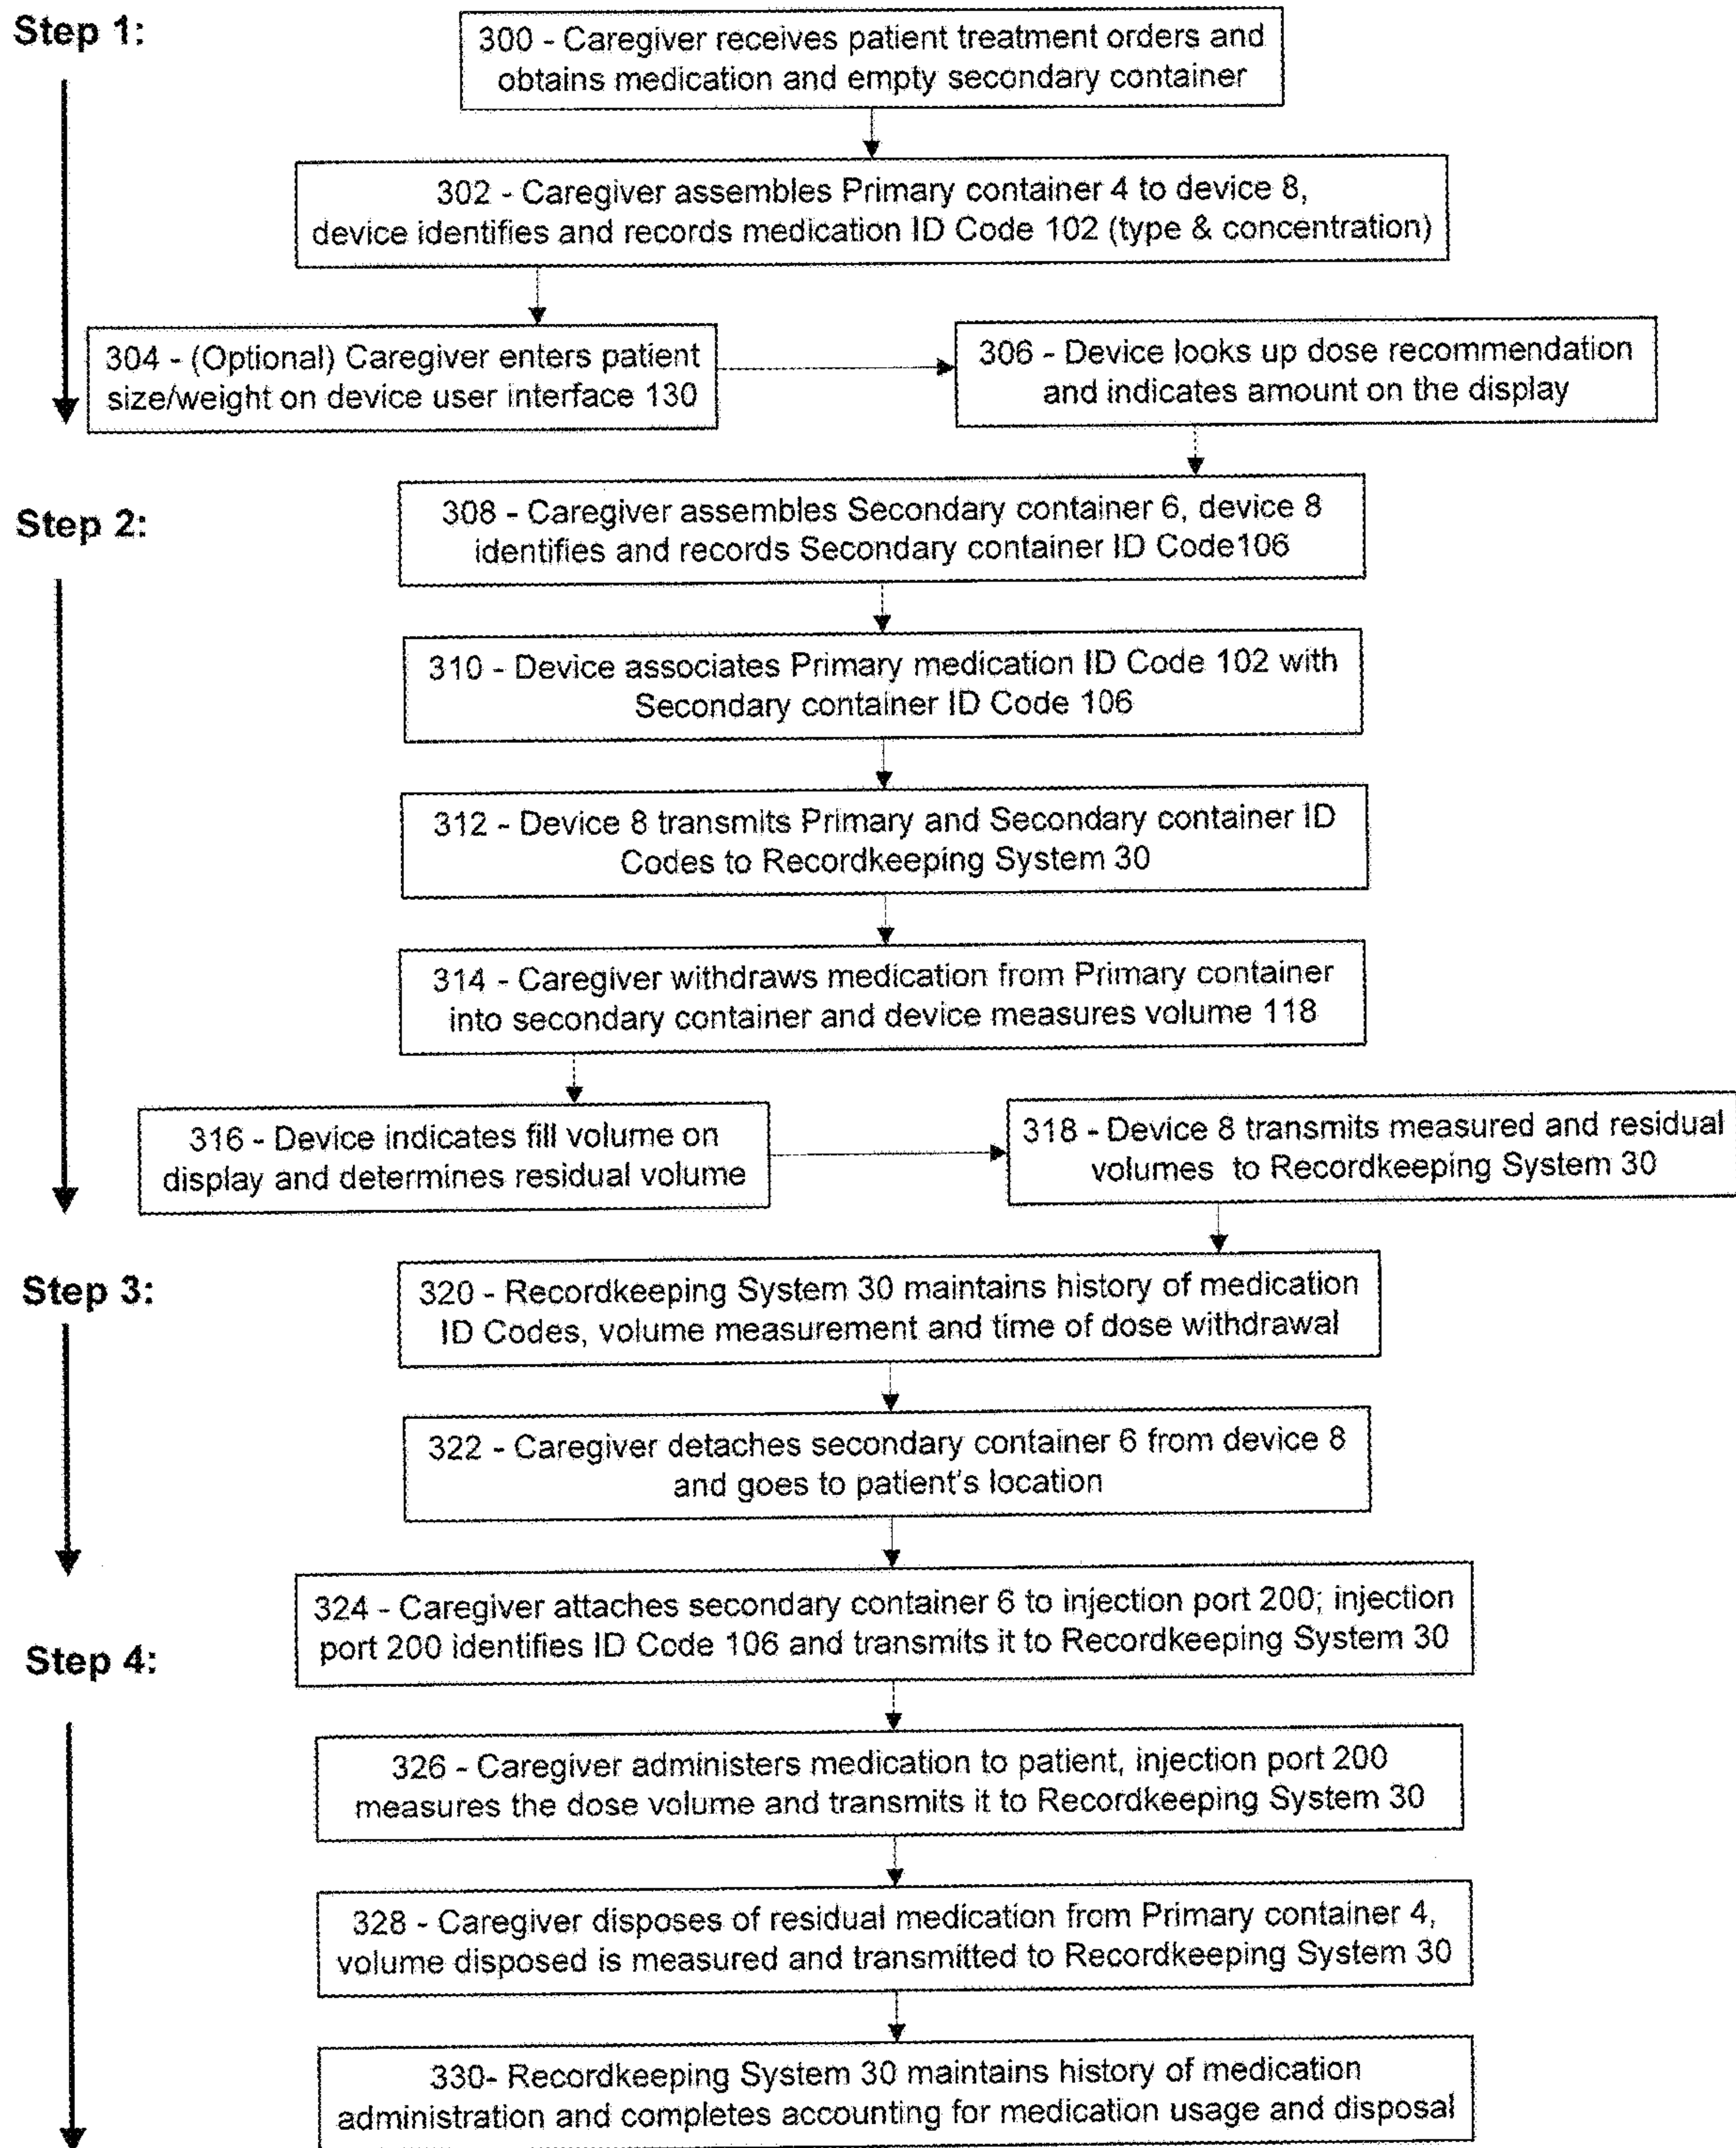 Step 1:
300 - Caregiver receives patient treatment orders and
obtains medication and empty secondary container
302 - Caregiver assembles Primary container 4 to device 8,
device identifies and records medication ID Code 102 (type & concentration)
304 - (Optional) Caregiver enters patient
size/weight on device user interface 130
306 - Device looks up dose recommendation
and indicates amount on the display
Step 2:
308 - Caregiver assembles Secondary container 6, device 8
identifies and records Secondary container ID Code106
310 - Device associates Primary medication ID Code 102 with
Secondary container ID Code 106
312 - Device 8 transmits Primary and Secondary container ID
Codes to Recordkeeping System 30
314 - Caregiver withdraws medication from Primary container
into secondary container and device measures volume 118
316 - Device indicates fill volume on
display and determines residual volume
318 - Device 8 transmits measured and residual
volumes to Recordkeeping System 30
Step 3:
320 - Recordkeeping System 30 maintains history of medication
ID Codes, volume measurement and time of dose withdrawal
322 - Caregiver detaches secondary container 6 from device 8
and goes to patient's location
324 - Caregiver attaches secondary container 6 to injection port 200; injection
port 200 identifies ID Code 106 and transmits it to Recordkeeping System 30
Step 4:
326 - Caregiver administers medication to patient, injection port 200
measures the dose volume and transmits it to Recordkeeping System 30
328 - Caregiver disposes of residual medication from Primary container 4,
volume disposed is measured and transmitted to Recordkeeping System 30
330- Recordkeeping System 30 maintains history of medication
administration and completes accounting for medication usage and disposal